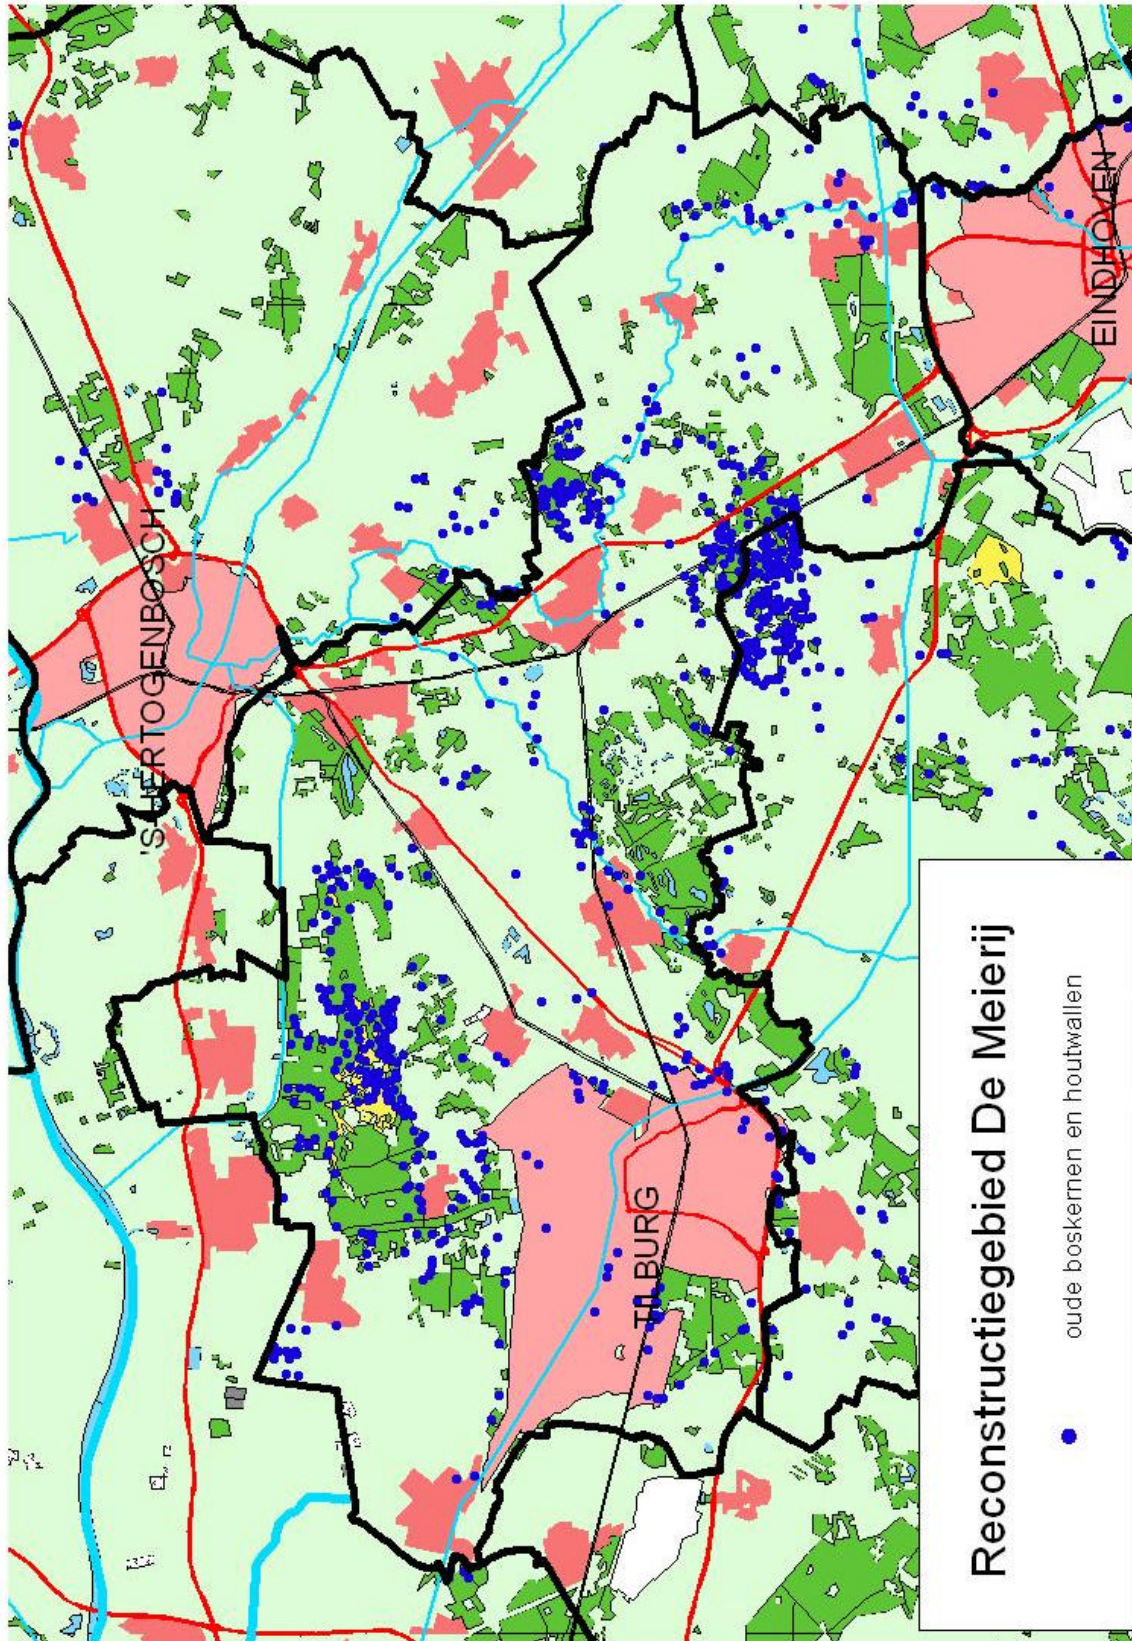 'S-HERTOGENBOSCH
EINDHOVEN
TILBURG
Reconstructiegebied De Meierij
oude boskernen en houtwallen